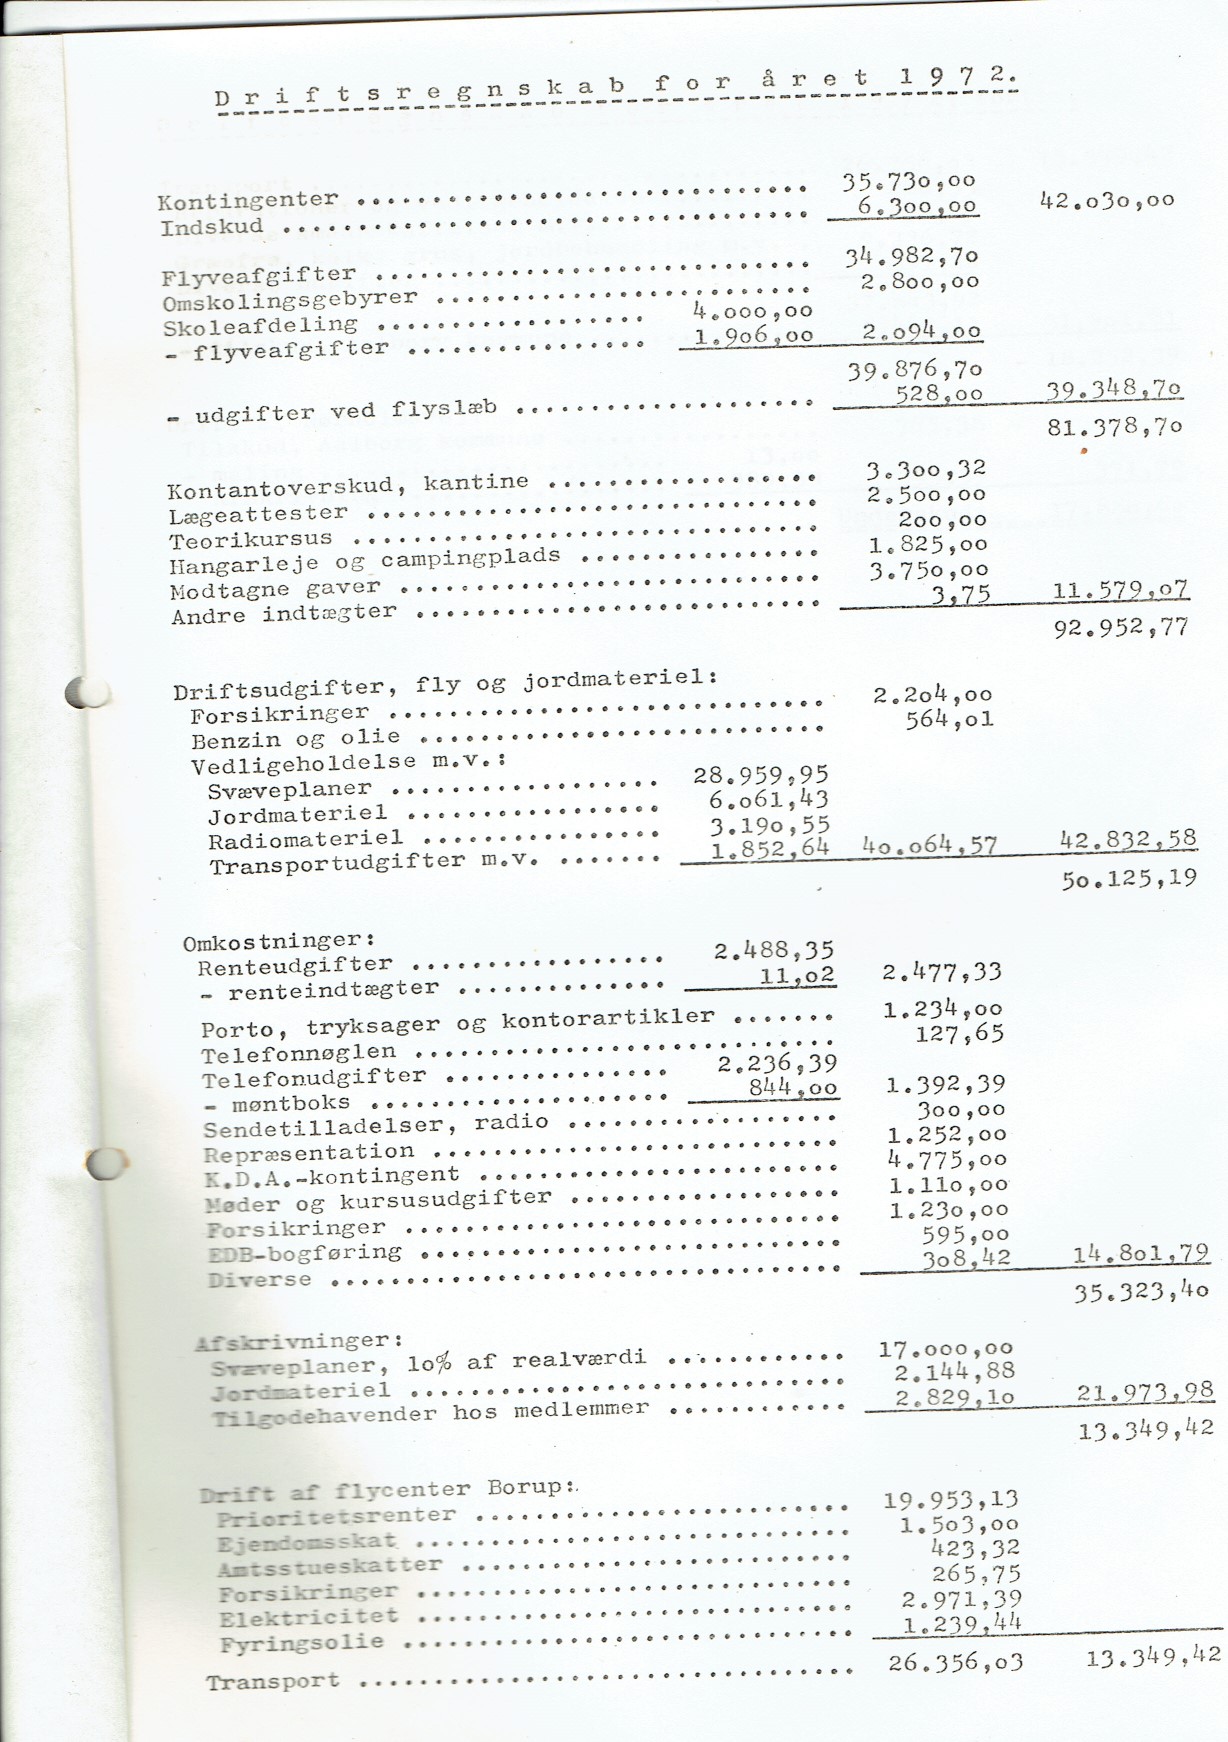 Driftsregnskab for året 1972.
Kontingenter ................................. 35.730,00
Indskud ...................................... 6.300,00 42.030,00
Flyveafgifter ................................ 34.982,70
Omskolingsgebyrer ............................ 2.800,00
Skoleafdeling .................. 4.000,00
- flyveafgifter ................ 1.906,00 2.094,00
39.876,70
- udgifter ved flyslæb ....................... 528,00 39.348,70
81.378,70
Kontantoverskud, kantine ..................... 3.300,32
Lægeattester ................................. 2.500,00
Teorikursus .................................. 200,00
Hangarleje og campingplads ................... 1.825,00
Modtagne gaver ............................... 3.750,00
Andre indtægter .............................. 3,75 11.579,07
92.952,77
Driftsudgifter, fly og jordmateriel:
Forsikringer ................................. 2.204,00
Benzin og olie ............................... 564,01
Vedligeholdelse m.v.:
Svæveplaner .................. 28.959,95
Jordmateriel ................. 6.061,43
Radiomateriel ................ 3.190,55
Transportudgifter m.v. ....... 1.852,64 40.064,57 42.832,58
50.125,19
Omkostninger:
Renteudgifter .................. 2.488,35
- renteindtægter ............... 11,02 2.477,33
Porto, tryksager og kontorartikler ....... 1.234,00
Telefonnøglen ................................ 127,65
Telefonudgifter ................ 2.236,39
- møntboks ..................... 844,00 1.392,39
Sendetilladelser, radio ...................... 300,00
Repræsentation ............................... 1.252,00
K.D.A.-kontingent ............................ 4.775,00
Møder og kursusudgifter ...................... 1.110,00
Forsikringer ................................. 1.230,00
EDB-bogføring ................................ 595,00
Diverse ...................................... 308,42 14.801,79
35.323,40
Afskrivninger:
Svæveplaner, 10% af realværdi ............ 17.000,00
Jordmateriel ................................. 2.144,88
Tilgodehavender hos medlemmer ............ 2.829,10 21.973,98
13.349,42
Drift af flycenter Borup:
Prioritetsrenter ............................. 19.953,13
Ejendomsskat ................................. 1.503,00
Amtsstueskatter .............................. 423,32
Forsikringer ................................. 265,75
Elektricitet ................................. 2.971,39
Fyringsolie .................................. 1.239,44
Transport .................................... 26.356,03 13.349,42